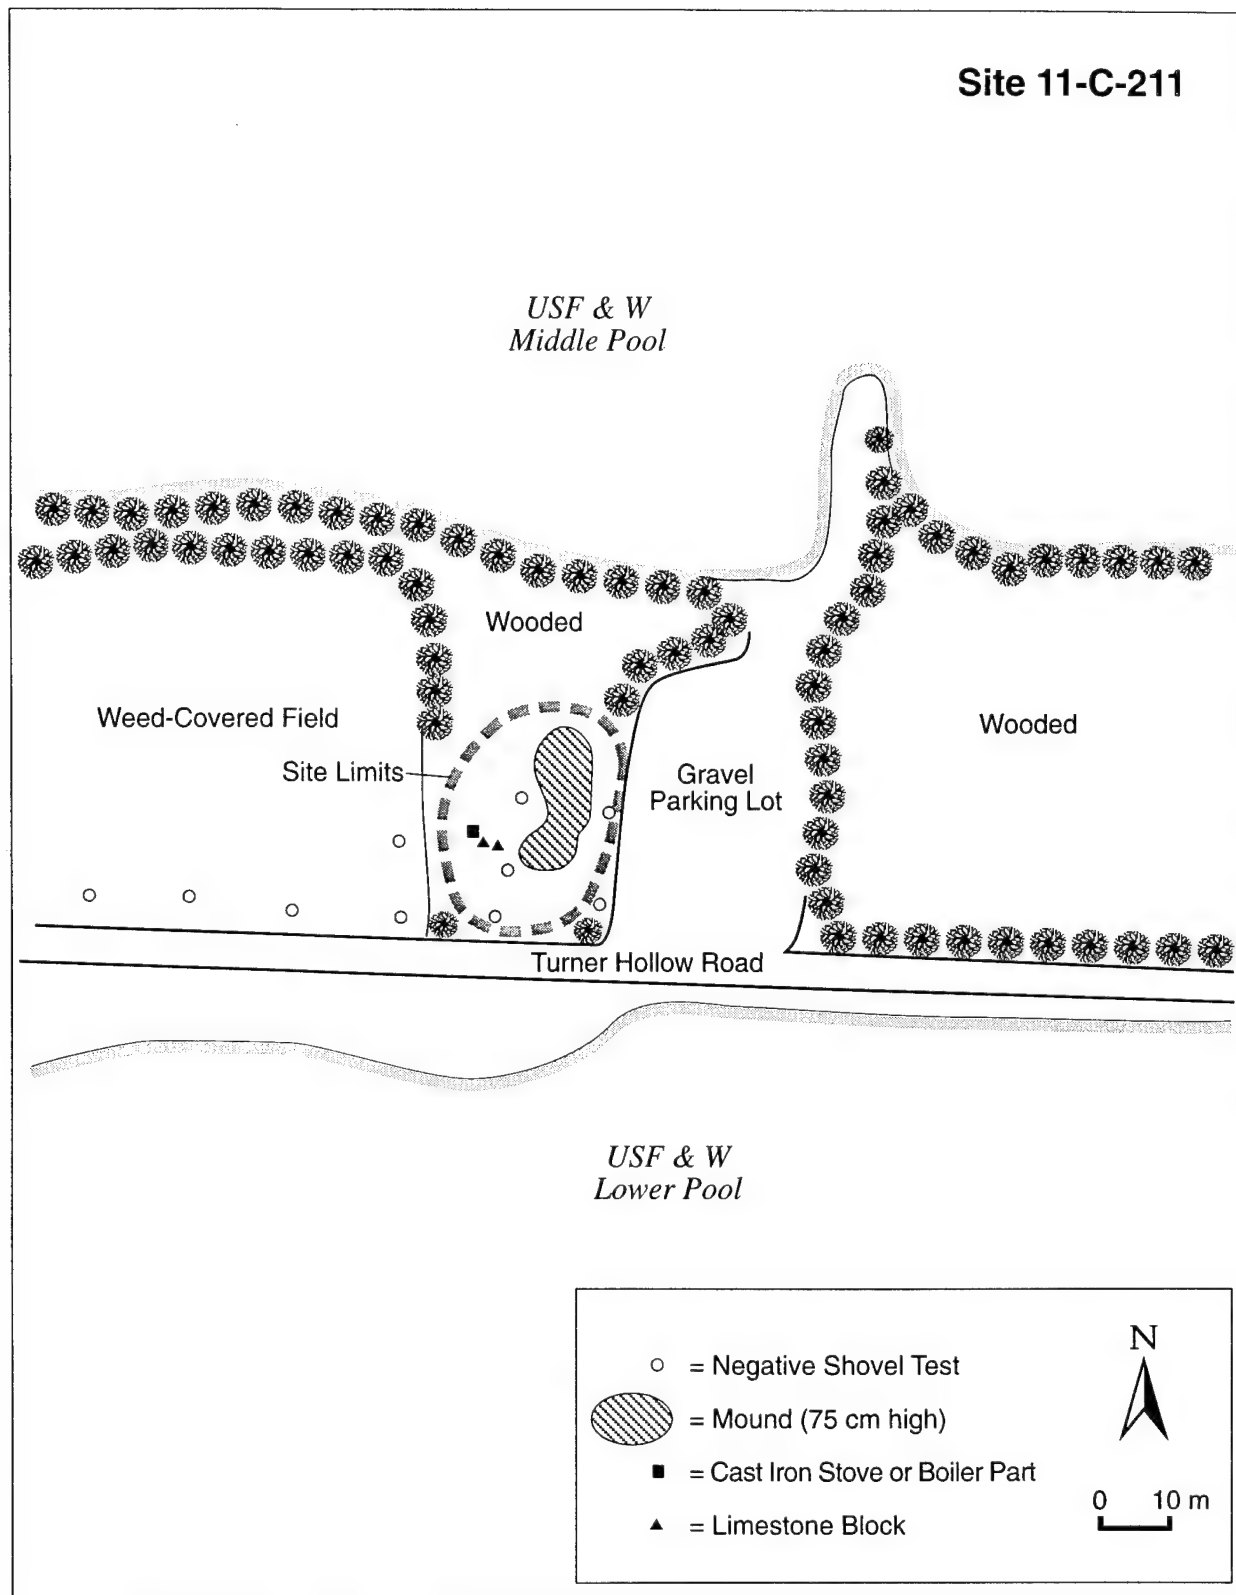 Site 11-C-211
USF & W
Middle Pool
Wooded
Weed-Covered Field
Wooded
Site Limits
Gravel
Parking Lot
Turner Hollow Road
USF & W
Lower Pool
N
= Negative Shovel Test
= Mound (75 cm high)
= Cast Iron Stove or Boiler Part
0 10 m
= Limestone Block